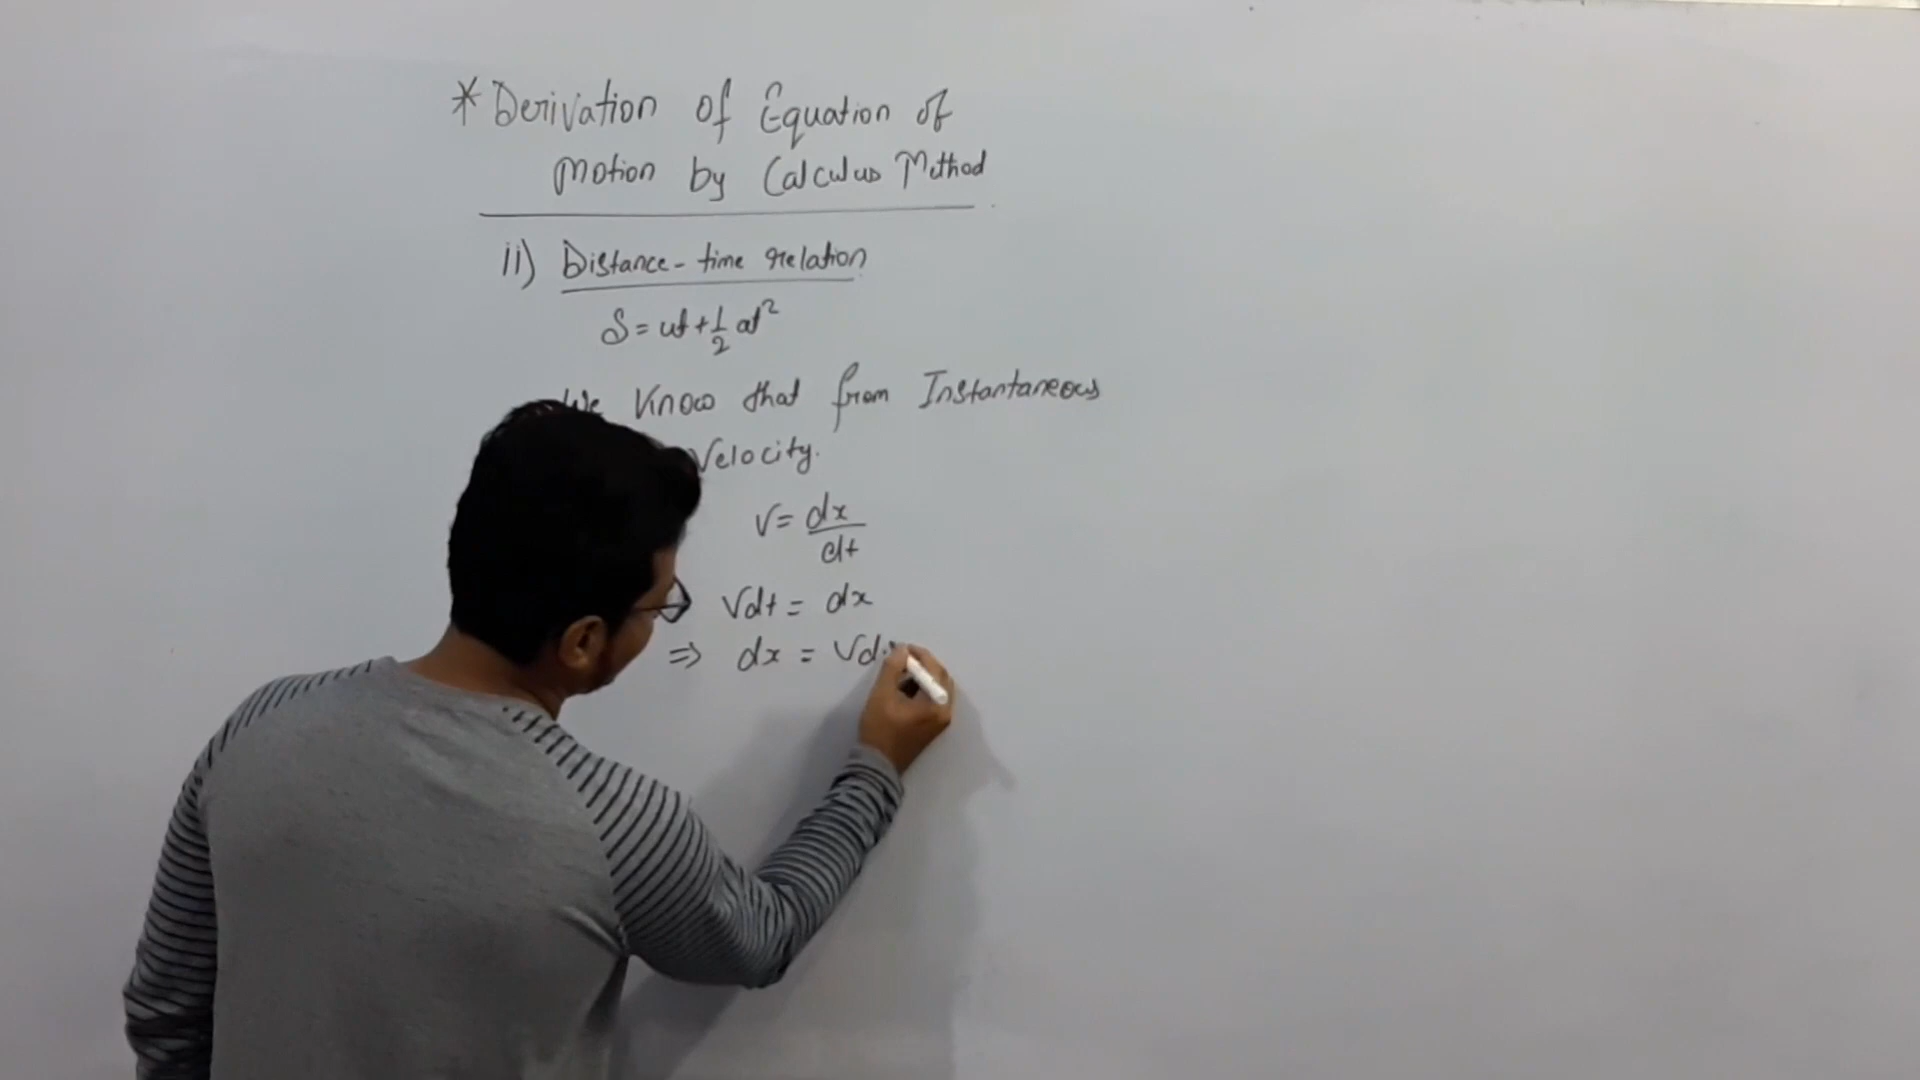 * Derivation of Equation of
Motion by Calculus Method
ii) Distance - time relation
S = ut + 1/2 at²
We Know that from Instantaneous
Velocity.
V = dx/dt
Vdt = dx
⇒ dx = Vd